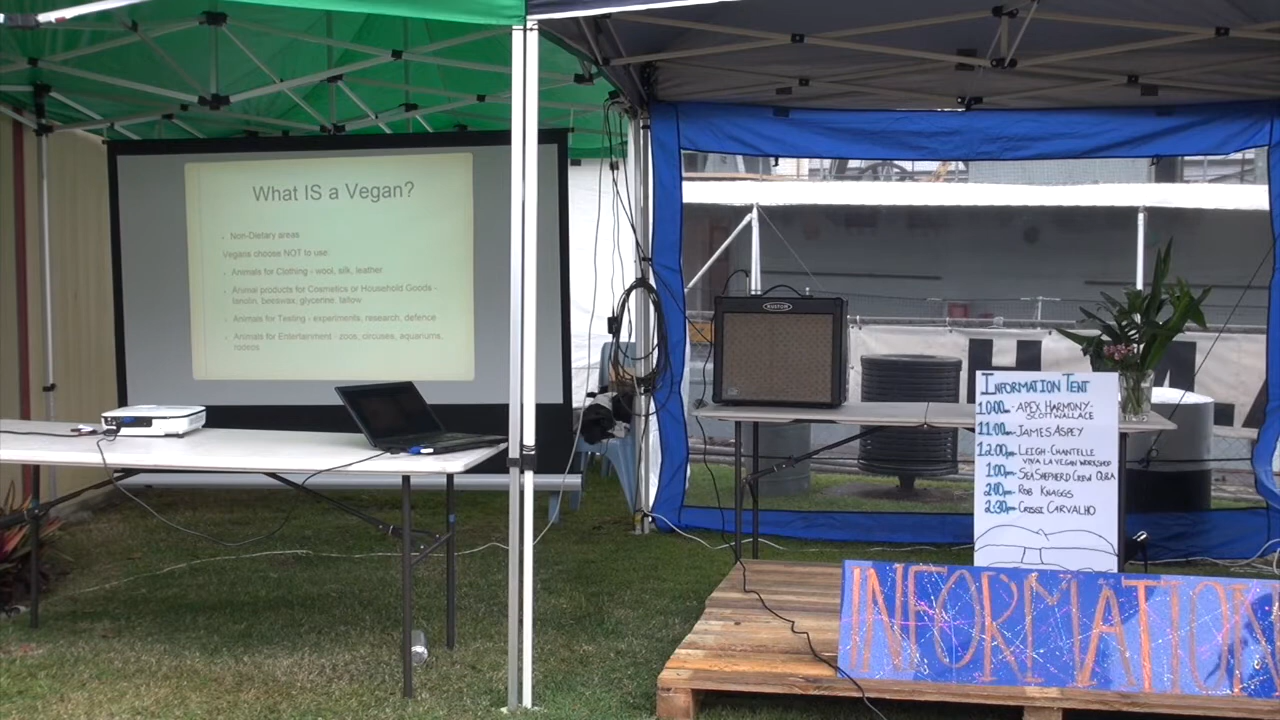 What IS a Vegan?
Non-Dietary areas
Vegans choose NOT to use:
Animals for Clothing - wool, silk, leather
Animal products for Cosmetics or Household Goods -
lanolin, beeswax, glycerine, tallow
Animals for Testing - experiments, research, defence
Animals for Entertainment - zoos, circuses, aquariums,
rodeos
KUSTOM
INFORMATION TENT
10:00am - APEX HARMONY -
SCOTT WALLACE
11:00am - JAMES ASPEY
12:00pm - LEIGH-CHANTELLE
VIVA LA VEGAN WORKSHOP
1:00pm - SEA SHEPHERD CREW Q&A
2:00pm - ROB KNAGGS
2:30pm - CRISSI CARVALHO
INFORMATION